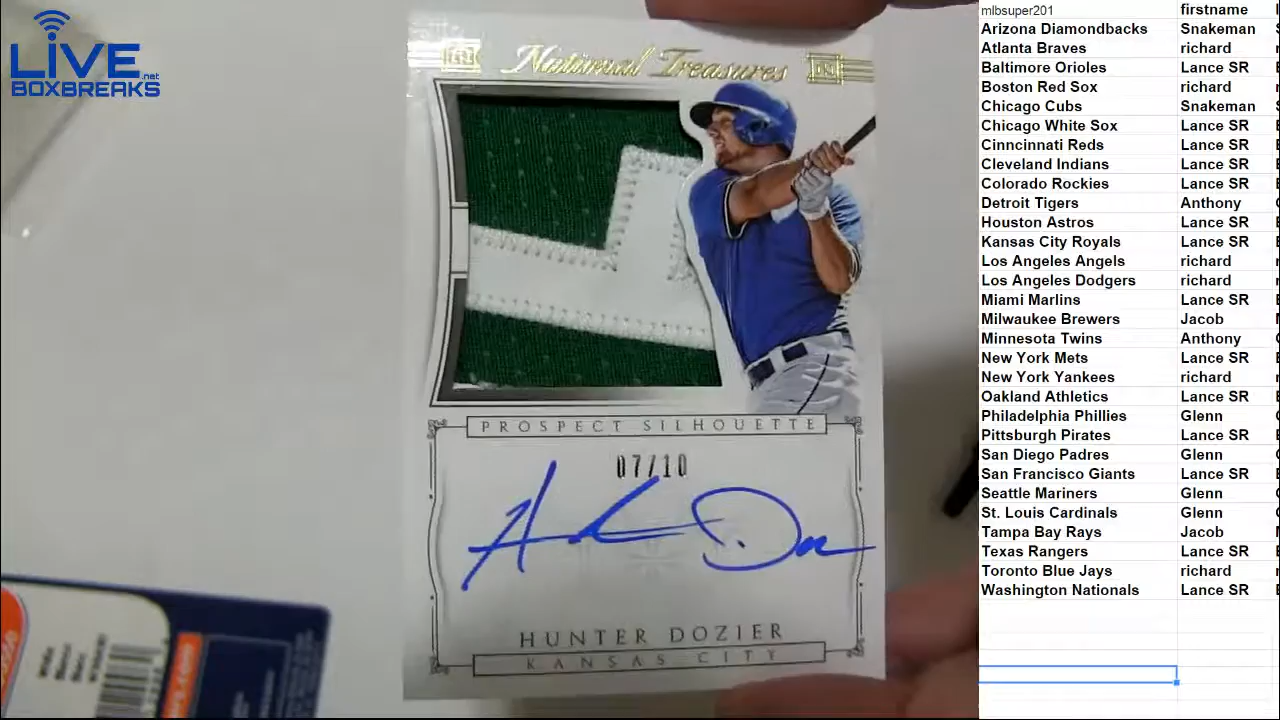 LIVE
.net
BOXBREAKS
National Treasures
PROSPECT SILHOUETTE
07/10
HUNTER DOZIER
KANSAS CITY
mlbsuper201 firstname
Arizona Diamondbacks Snakeman
Atlanta Braves richard
Baltimore Orioles Lance SR
Boston Red Sox richard
Chicago Cubs Snakeman
Chicago White Sox Lance SR
Cinncinnati Reds Lance SR
Cleveland Indians Lance SR
Colorado Rockies Lance SR
Detroit Tigers Anthony
Houston Astros Lance SR
Kansas City Royals Lance SR
Los Angeles Angels richard
Los Angeles Dodgers richard
Miami Marlins Lance SR
Milwaukee Brewers Jacob
Minnesota Twins Anthony
New York Mets Lance SR
New York Yankees richard
Oakland Athletics Lance SR
Philadelphia Phillies Glenn
Pittsburgh Pirates Lance SR
San Diego Padres Glenn
San Francisco Giants Lance SR
Seattle Mariners Glenn
St. Louis Cardinals Glenn
Tampa Bay Rays Jacob
Texas Rangers Lance SR
Toronto Blue Jays richard
Washington Nationals Lance SR